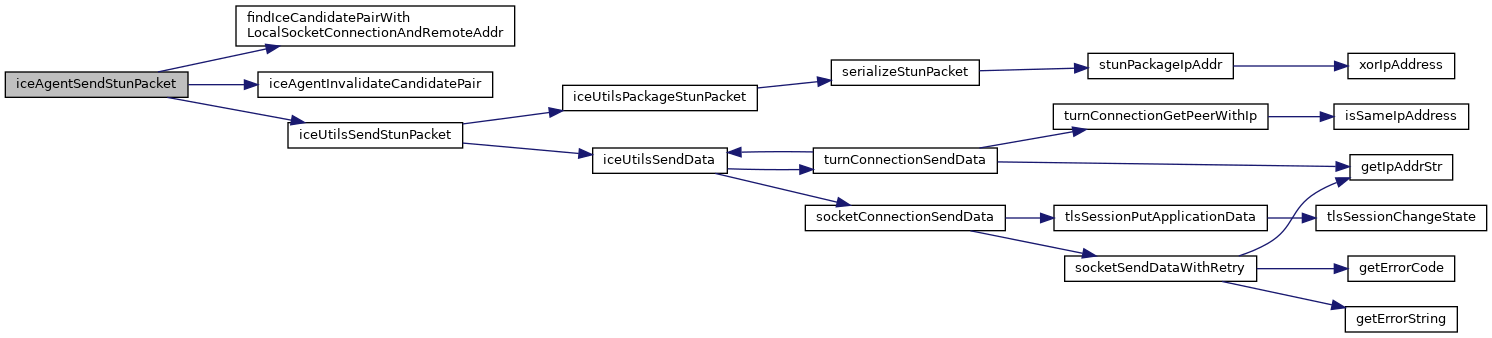 findIceCandidatePairWith
LocalSocketConnectionAndRemoteAddr
iceAgentSendStunPacket
iceAgentInvalidateCandidatePair
iceUtilsSendStunPacket
iceUtilsPackageStunPacket
serializeStunPacket
stunPackageIpAddr
xorIpAddress
iceUtilsSendData
turnConnectionSendData
turnConnectionGetPeerWithIp
isSameIpAddress
getIpAddrStr
socketConnectionSendData
tlsSessionPutApplicationData
tlsSessionChangeState
socketSendDataWithRetry
getErrorCode
getErrorString